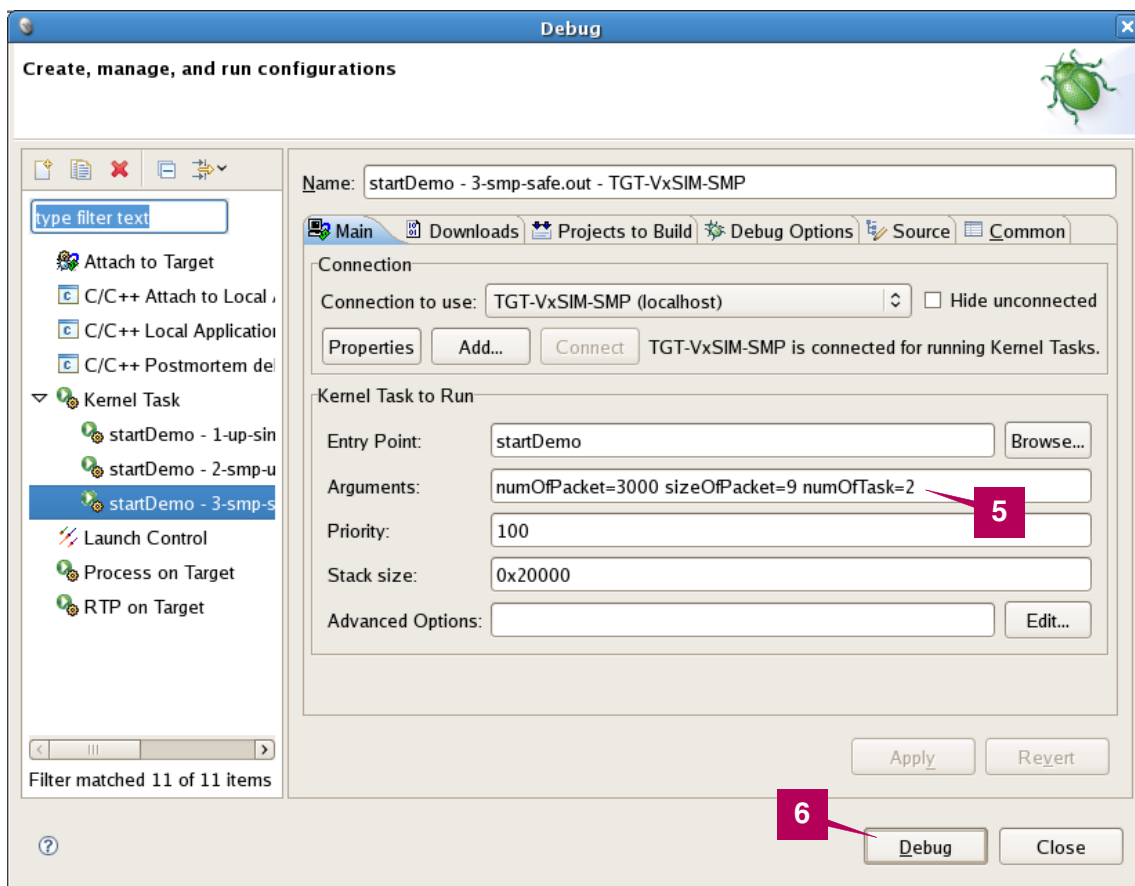 Debug
Create, manage, and run configurations
type filter text
Attach to Target
C/C++ Attach to Local
C/C++ Local Application
C/C++ Postmortem de
Kernel Task
startDemo - 1-up-sin
startDemo - 2-smp-u
startDemo - 3-smp-s
Launch Control
Process on Target
RTP on Target
Filter matched 11 of 11 items
Name: startDemo - 3-smp-safe.out - TGT-VxSIM-SMP
Main Downloads Projects to Build Debug Options Source Common
Connection
Connection to use: TGT-VxSIM-SMP (localhost) Hide unconnected
Properties Add... Connect TGT-VxSIM-SMP is connected for running Kernel Tasks.
Kernel Task to Run
Entry Point: startDemo Browse...
Arguments: numOfPacket=3000 sizeOfPacket=9 numOfTask=2
5
Priority: 100
Stack size: 0x20000
Advanced Options: Edit...
Apply Revert
6
Debug Close